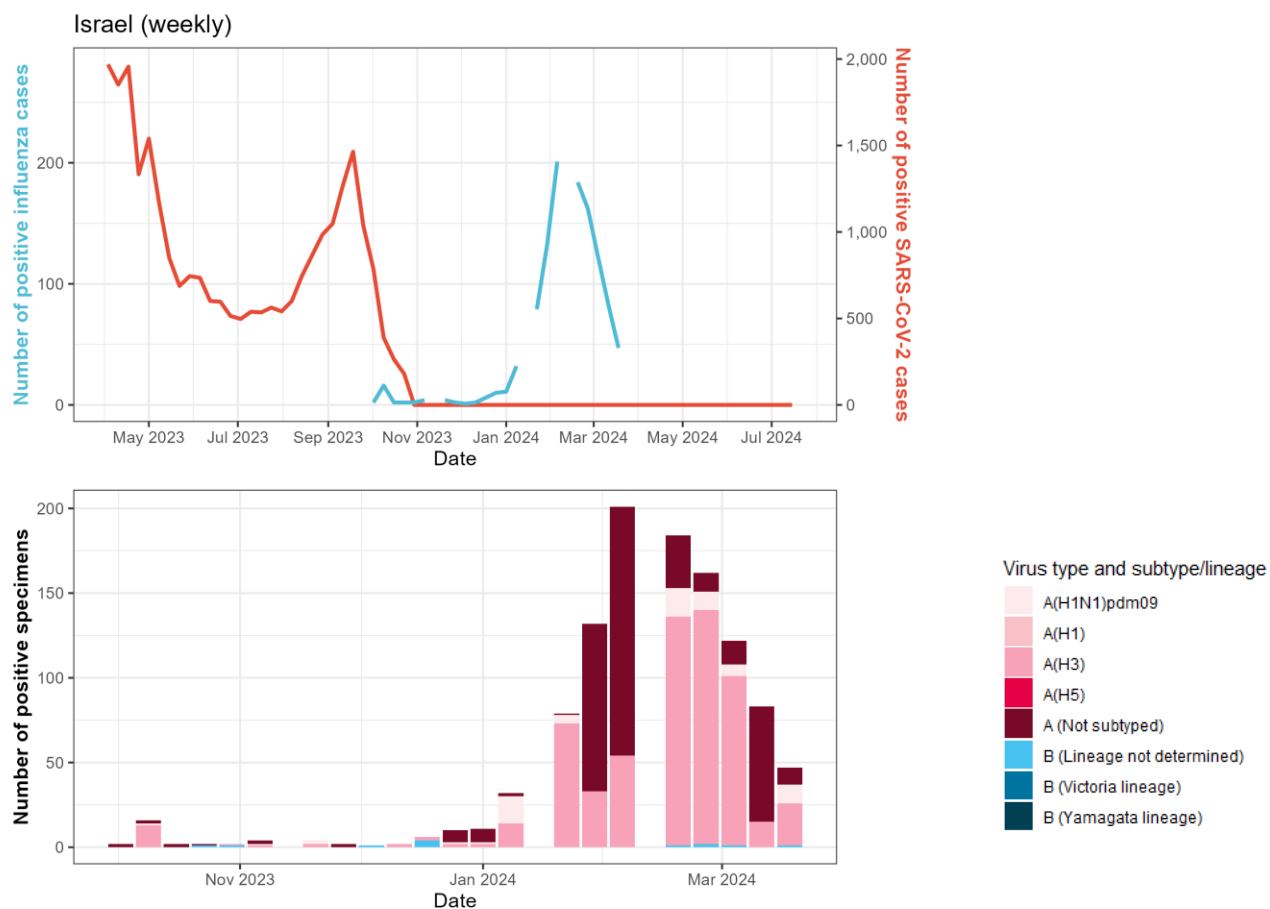 Israel (weekly)
Number of positive influenza cases
200
100
0
2,000
1,500
1,000
500
0
Number of positive SARS-CoV-2 cases
May 2023 Jul 2023 Sep 2023 Nov 2023 Jan 2024 Mar 2024 May 2024 Jul 2024
Date
Number of positive specimens
200
150
100
50
0
Nov 2023 Jan 2024 Mar 2024
Date
Virus type and subtype/lineage
A(H1N1)pdm09
A(H1)
A(H3)
A(H5)
A (Not subtyped)
B (Lineage not determined)
B (Victoria lineage)
B (Yamagata lineage)